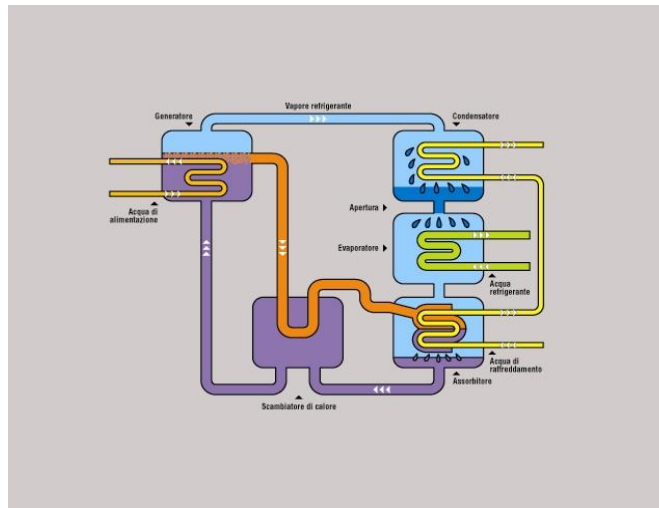 Vapore refrigerante
Generatore
Condensatore
Acqua di
alimentazione
Apertura
Evaporatore
Acqua
refrigerante
Acqua di
raffreddamento
Assorbitore
Scambiatore di calore